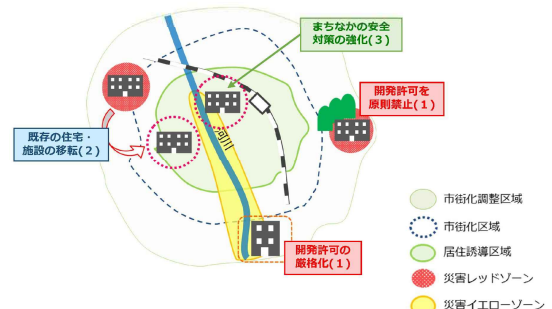 まちなかの安全
対策の強化(3)
開発許可を
原則禁止(1)
既存の住宅・
施設の移転(2)
河川
開発許可の
厳格化(1)
市街化調整区域
市街化区域
居住誘導区域
災害レッドゾーン
災害イエローゾーン